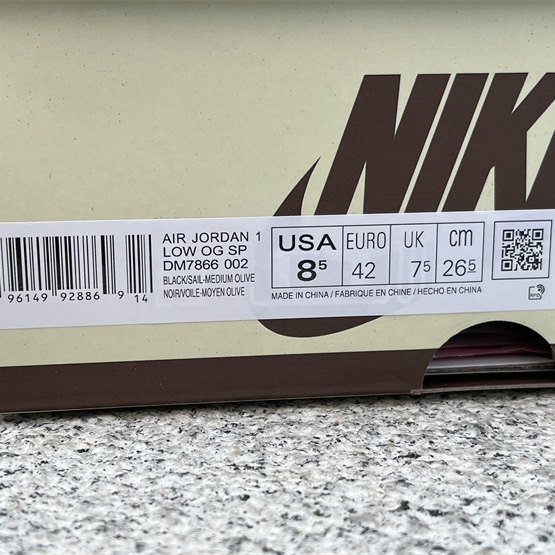 NIKE
AIR JORDAN 1
LOW OG SP
DM7866 002
BLACK/SAIL-MEDIUM OLIVE
NOIR/VOILE-MOYEN OLIVE
USA EURO UK cm
8⁵ 42 7⁵ 26⁵
MADE IN CHINA / FABRIQUE EN CHINE / HECHO EN CHINA
96149 92886 9 14